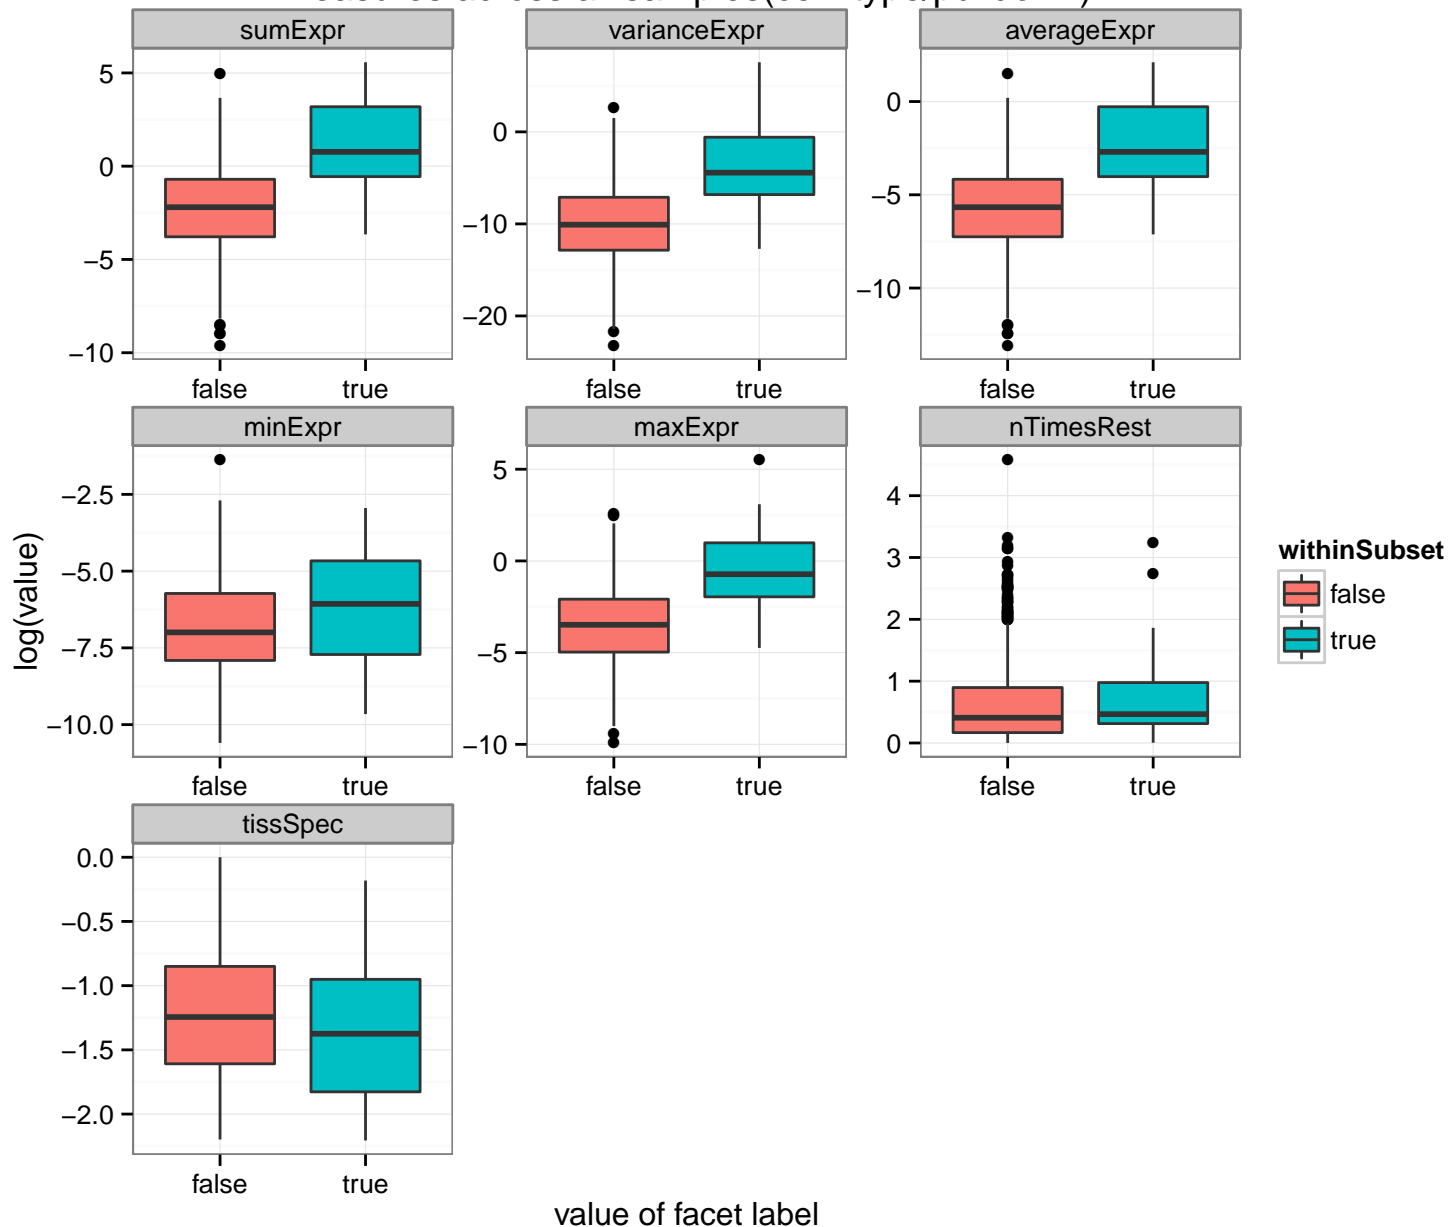 sumExpr varianceExpr averageExpr
5 0 −5 −10
0 −10 −20
0 −5 −10
false true false true false true
minExpr maxExpr nTimesRest
−2.5 −5.0 −7.5 −10.0
5 0 −5 −10
4 3 2 1 0
false true false true false true
tissSpec
0.0 −0.5 −1.0 −1.5 −2.0
false true
log(value)
value of facet label
withinSubset
false
true